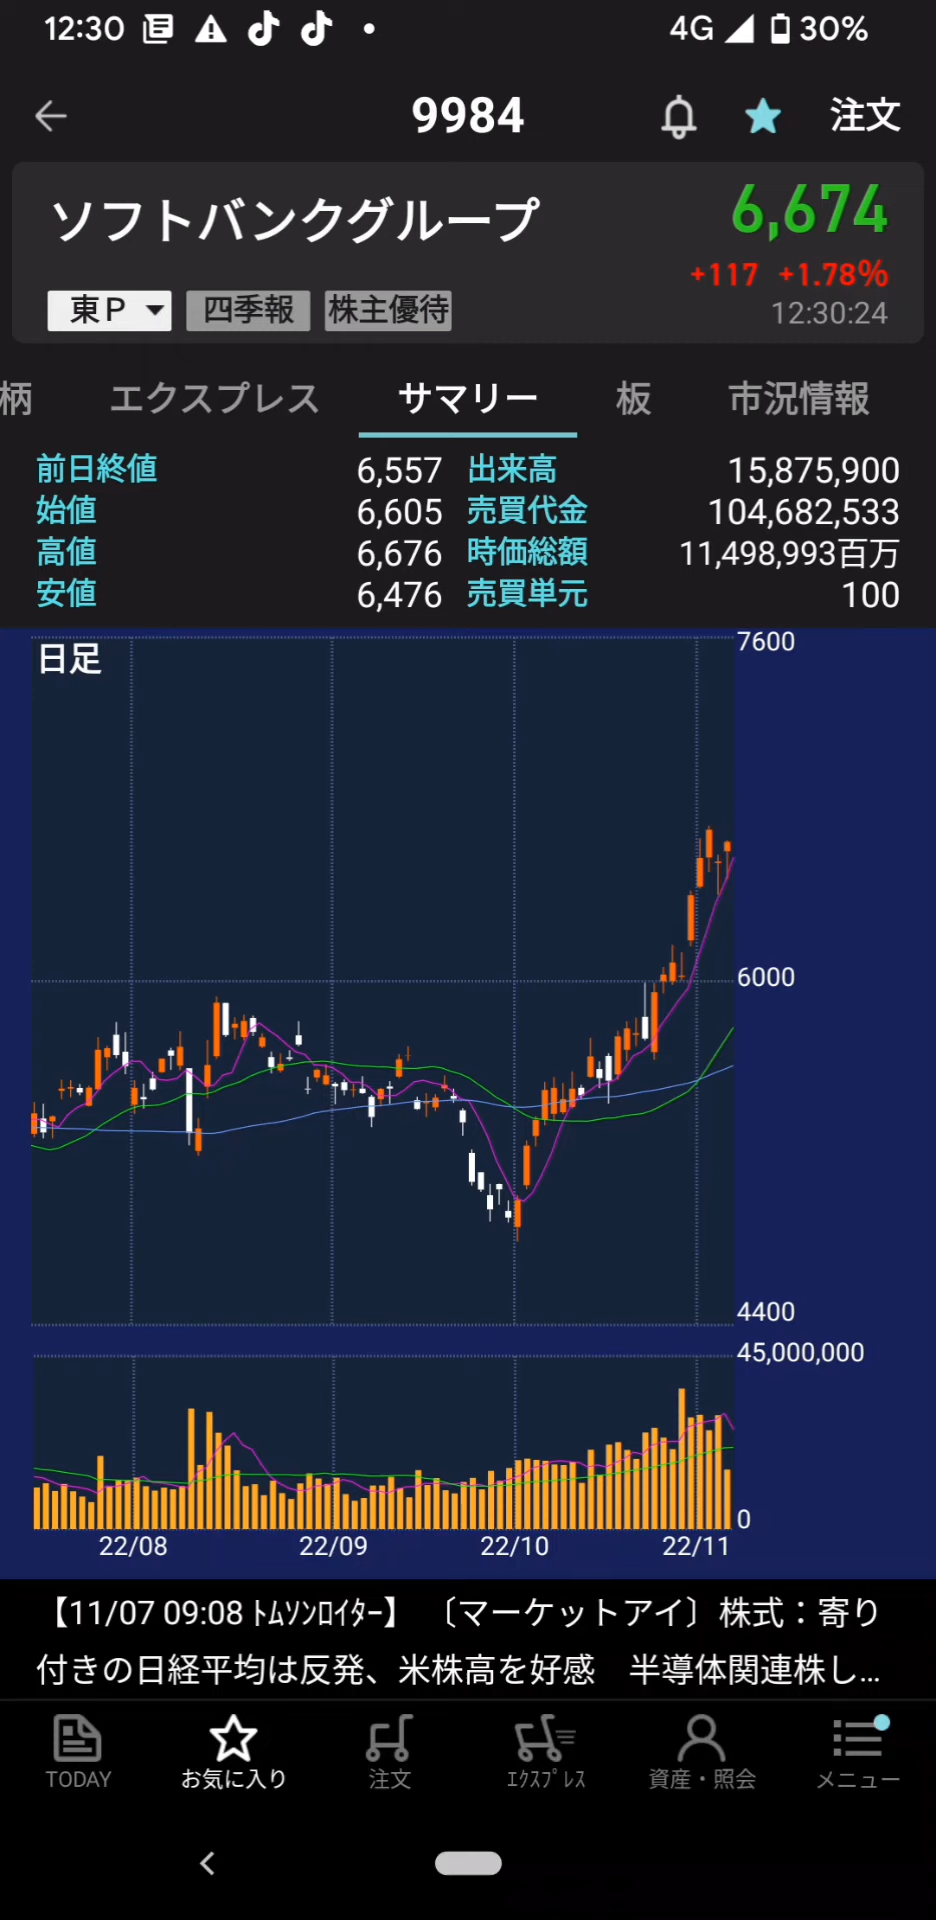 12:30 4G 30%
9984 注文
ソフトバンクグループ 6,674
+117 +1.78%
東P 四季報 株主優待 12:30:24
柄 エクスプレス サマリー 板 市況情報
前日終値 6,557 出来高 15,875,900
始値 6,605 売買代金 104,682,533
高値 6,676 時価総額 11,498,993百万
安値 6,476 売買単元 100
日足
7600
6000
4400
45,000,000
0
22/08 22/09 22/10 22/11
【11/07 09:08 ﾄﾑｿﾝﾛｲﾀｰ】 〔マーケットアイ〕株式:寄り
付きの日経平均は反発、米株高を好感 半導体関連株し...
TODAY お気に入り 注文 ｴｸｽﾌﾟﾚｽ 資産・照会 メニュー